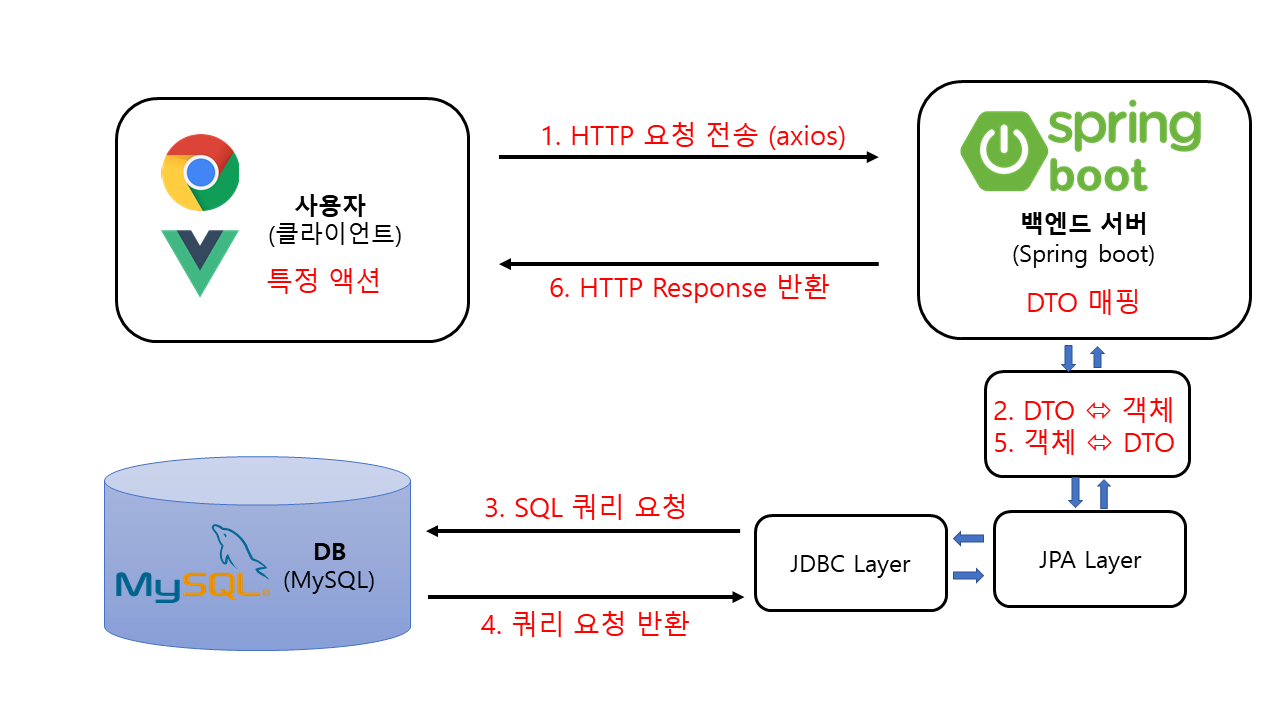 1. HTTP 요청 전송 (axios)
사용자
(클라이언트)
특정 액션
spring
boot
백엔드 서버
(Spring boot)
DTO 매핑
6. HTTP Response 반환
2. DTO ⬄ 객체
5. 객체 ⬄ DTO
3. SQL 쿼리 요청
JDBC Layer
JPA Layer
MySQL®
DB
(MySQL)
4. 쿼리 요청 반환